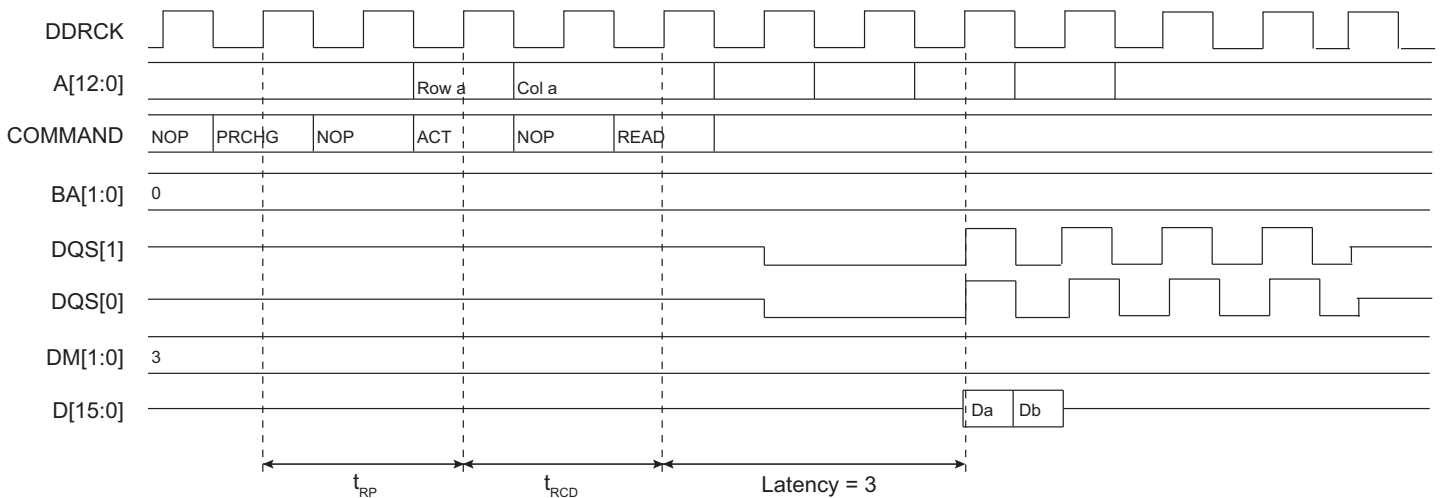 DDRCK
A[12:0] Row a Col a
COMMAND NOP PRCHG NOP ACT NOP READ
BA[1:0] 0
DQS[1]
DQS[0]
DM[1:0] 3
D[15:0] Da Db
tRP tRCD Latency = 3